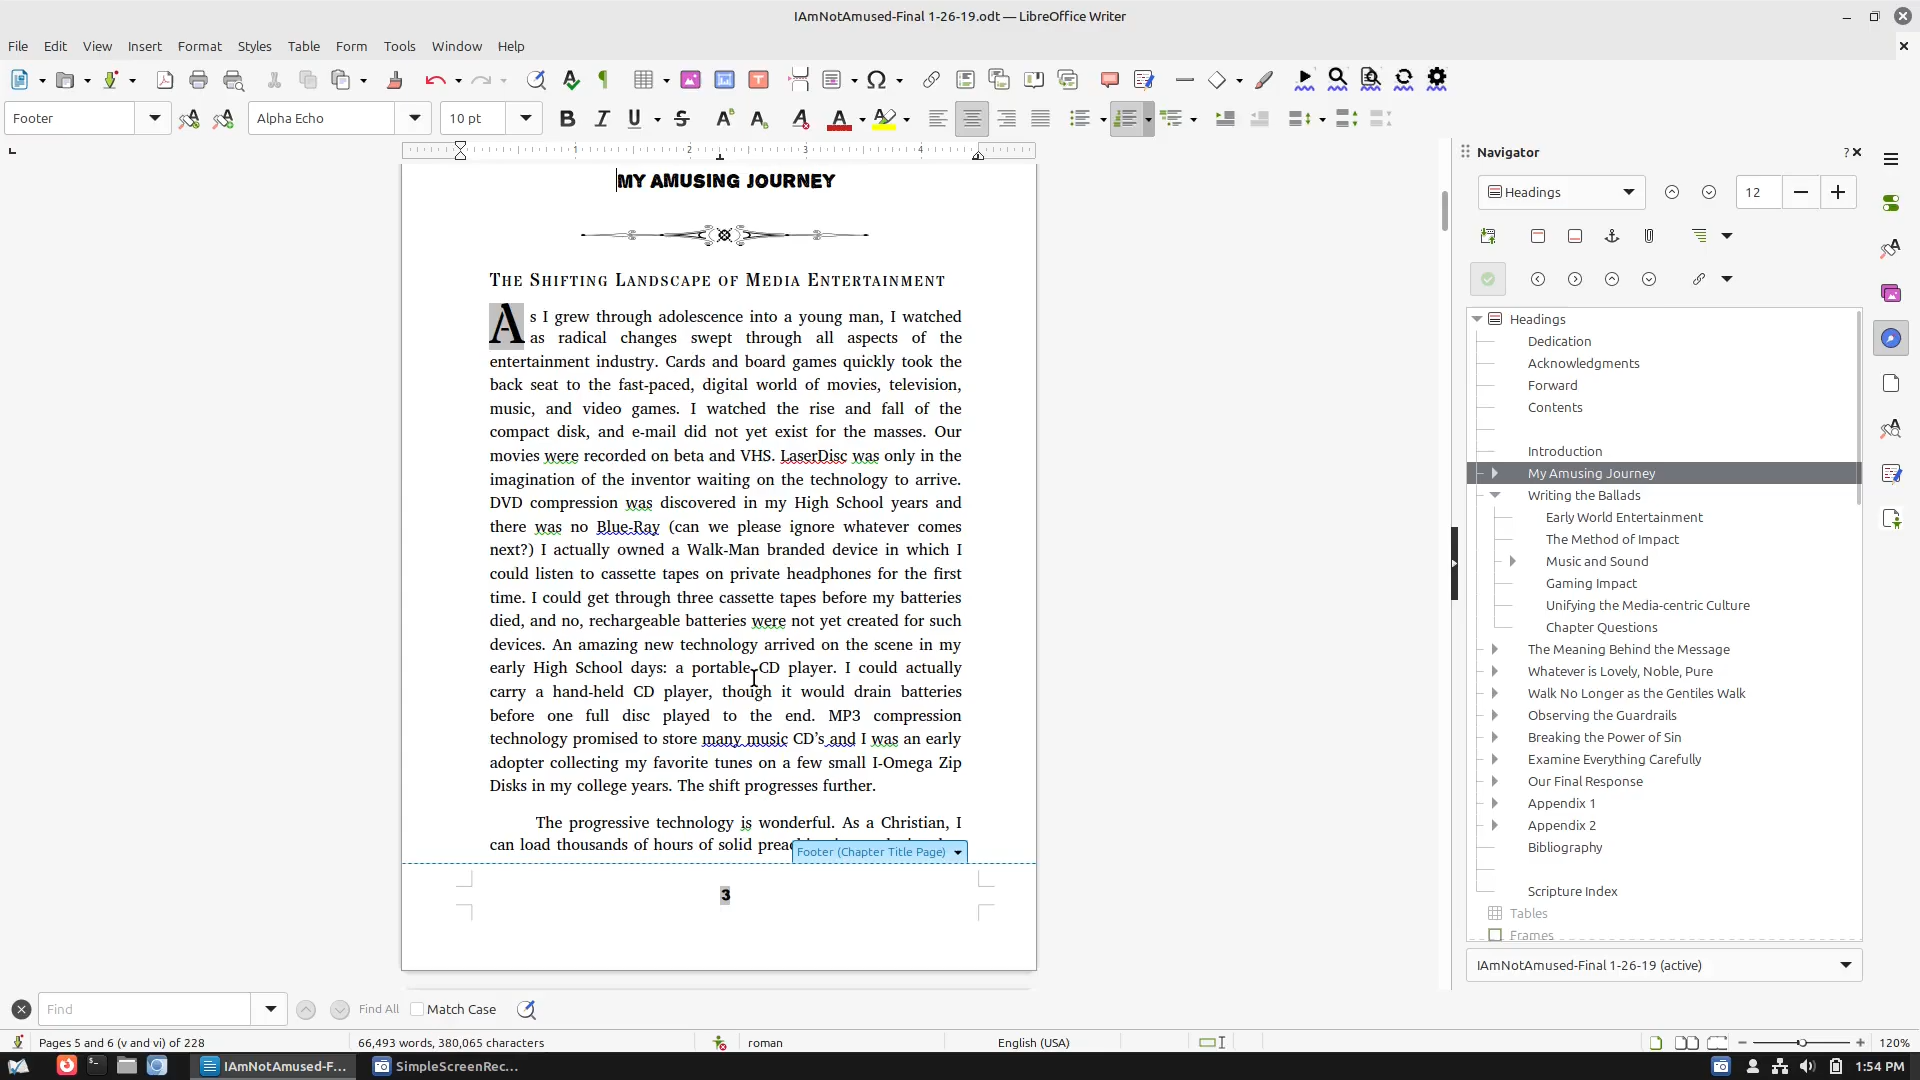 IAmNotAmused-Final 1-26-19.odt — LibreOffice Writer
File Edit View Insert Format Styles Table Form Tools Window Help
Footer Alpha Echo 10 pt
1 2 3 4
MY AMUSING JOURNEY
THE SHIFTING LANDSCAPE OF MEDIA ENTERTAINMENT
As I grew through adolescence into a young man, I watched
as radical changes swept through all aspects of the
entertainment industry. Cards and board games quickly took the
back seat to the fast-paced, digital world of movies, television,
music, and video games. I watched the rise and fall of the
compact disk, and e-mail did not yet exist for the masses. Our
movies were recorded on beta and VHS. LaserDisc was only in the
imagination of the inventor waiting on the technology to arrive.
DVD compression was discovered in my High School years and
there was no Blue-Ray (can we please ignore whatever comes
next?) I actually owned a Walk-Man branded device in which I
could listen to cassette tapes on private headphones for the first
time. I could get through three cassette tapes before my batteries
died, and no, rechargeable batteries were not yet created for such
devices. An amazing new technology arrived on the scene in my
early High School days: a portable CD player. I could actually
carry a hand-held CD player, though it would drain batteries
before one full disc played to the end. MP3 compression
technology promised to store many music CD's and I was an early
adopter collecting my favorite tunes on a few small I-Omega Zip
Disks in my college years. The shift progresses further.
The progressive technology is wonderful. As a Christian, I
can load thousands of hours of solid
Footer (Chapter Title Page)
3
Navigator
?
Headings 12
Headings
Dedication
Acknowledgments
Forward
Contents
Introduction
My Amusing Journey
Writing the Ballads
Early World Entertainment
The Method of Impact
Music and Sound
Gaming Impact
Unifying the Media-centric Culture
Chapter Questions
The Meaning Behind the Message
Whatever is Lovely, Noble, Pure
Walk No Longer as the Gentiles Walk
Observing the Guardrails
Breaking the Power of Sin
Examine Everything Carefully
Our Final Response
Appendix 1
Appendix 2
Bibliography
Scripture Index
Tables
Frames
IAmNotAmused-Final 1-26-19 (active)
Find Find All Match Case
Pages 5 and 6 (v and vi) of 228 66,493 words, 380,065 characters roman English (USA) 120%
IAmNotAmused-F... SimpleScreenRec... 1:54 PM